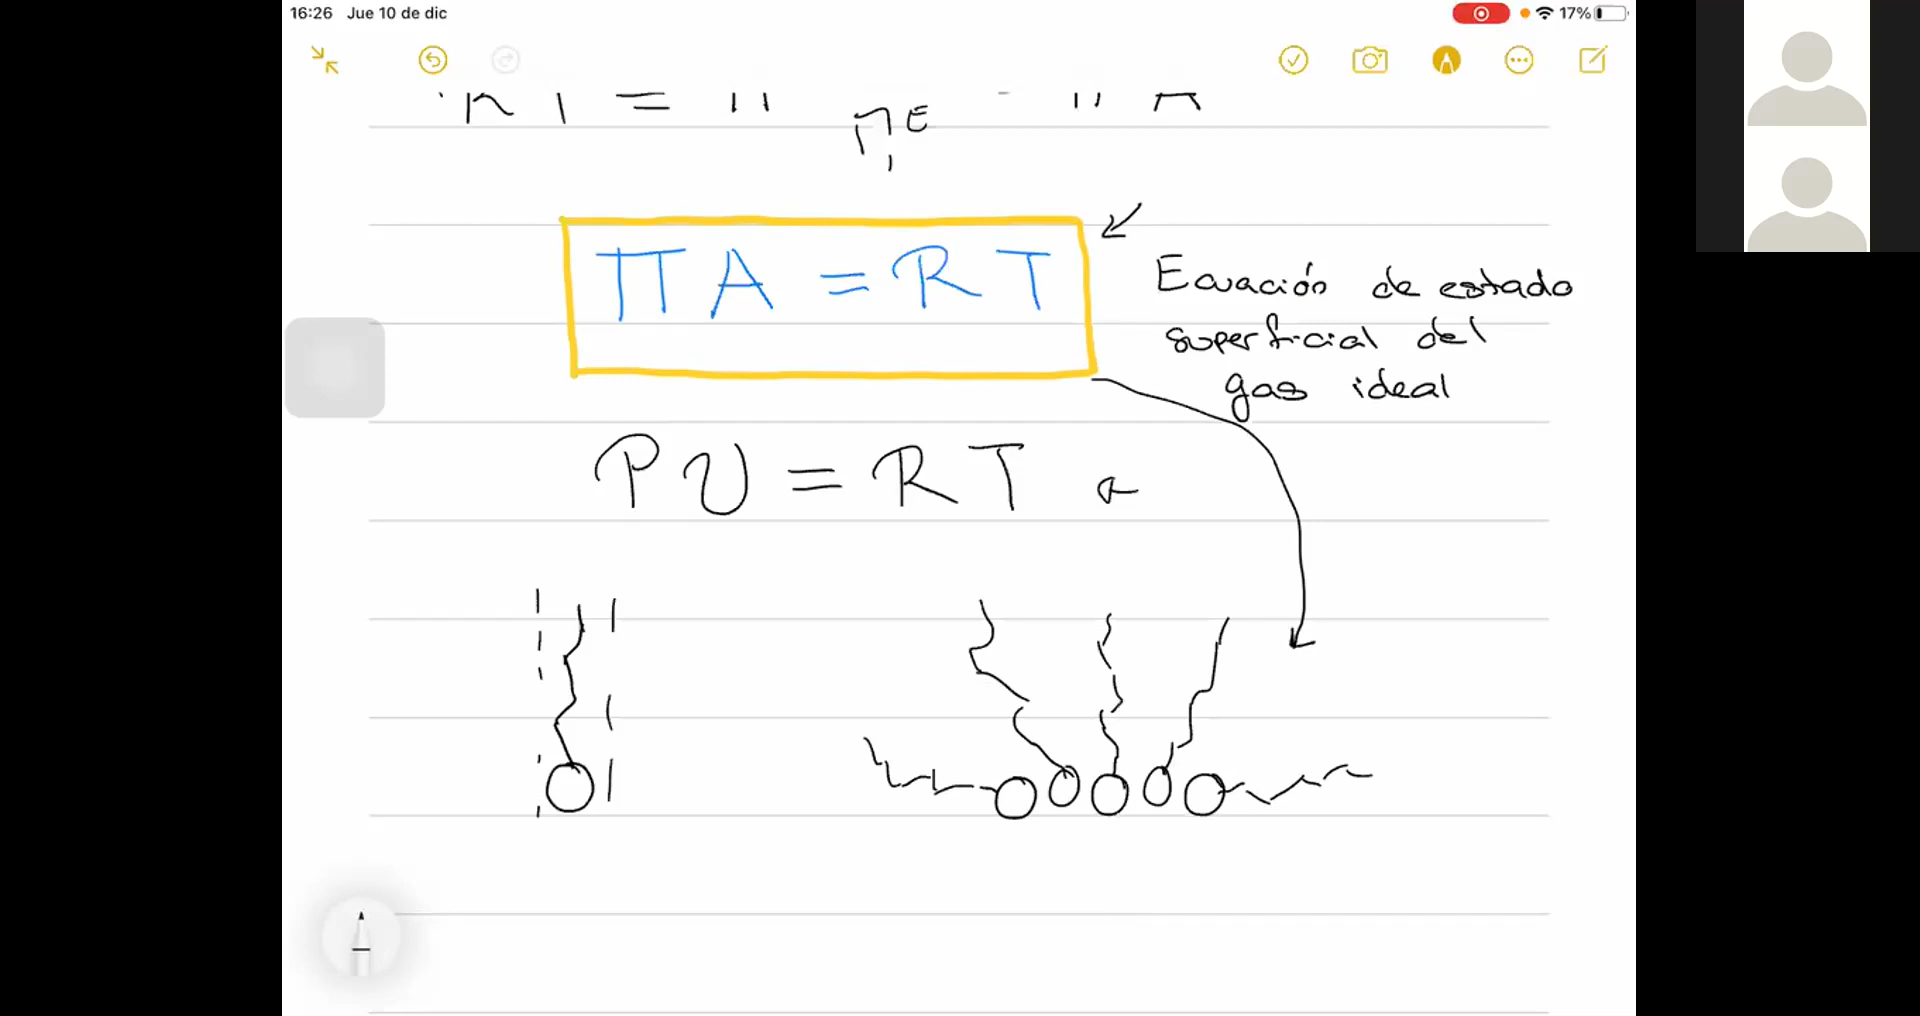 16:26 Jue 10 de dic 17%
ΠA = RT
Ecuación de estado
superficial del
gas ideal
PV = RT